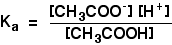 Kₐ = [CH₃COO⁻] [H⁺]
[CH₃COOH]